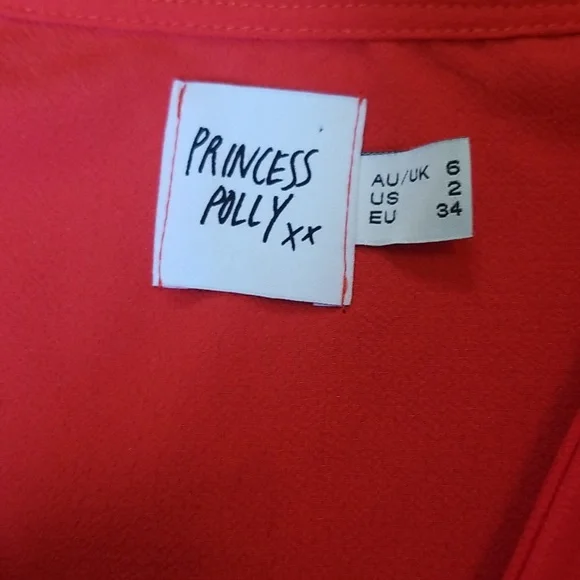 PRINCESS
POLLY xx
AU/UK 6
US 2
EU 34